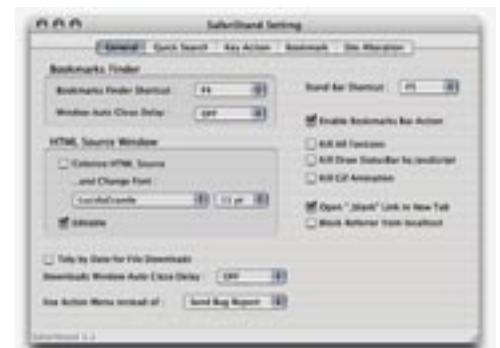 SafariStand Setting
General Quick Search Key Action Bookmark Site Alteration
Bookmarks Finder
Bookmarks Finder Shortcut :
Window Auto Close Delay : OFF
Stand Bar Shortcut :
Enable Bookmarks Bar Action
HTML Source Window
Colorize HTML Source
...and Change Font :
LucidaGrande 11 pt
Editable
Kill All
Kill Draw StatusBar by JavaScript
Kill Gif Animation
Open "_blank" Link in New Tab
Block Referrer from localhost
Tidy by Date for File Downloads
Downloads Window Auto Close Delay : OFF
Use Action Menu instead of : Send Bug Report